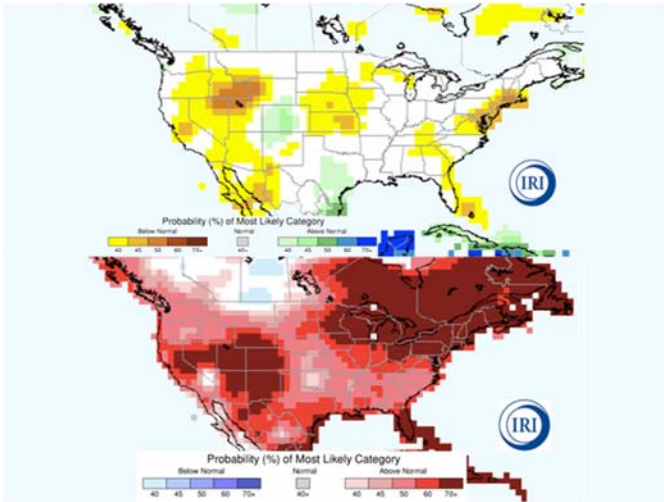 IRI
Probability (%) of Most Likely Category
Below Normal Normal Above Normal
40 45 50 60 70+ 40+ 40 45 50 60 70+
IRI
Probability (%) of Most Likely Category
Below Normal Normal Above Normal
40 45 50 60 70+ 40+ 40 45 50 60 70+